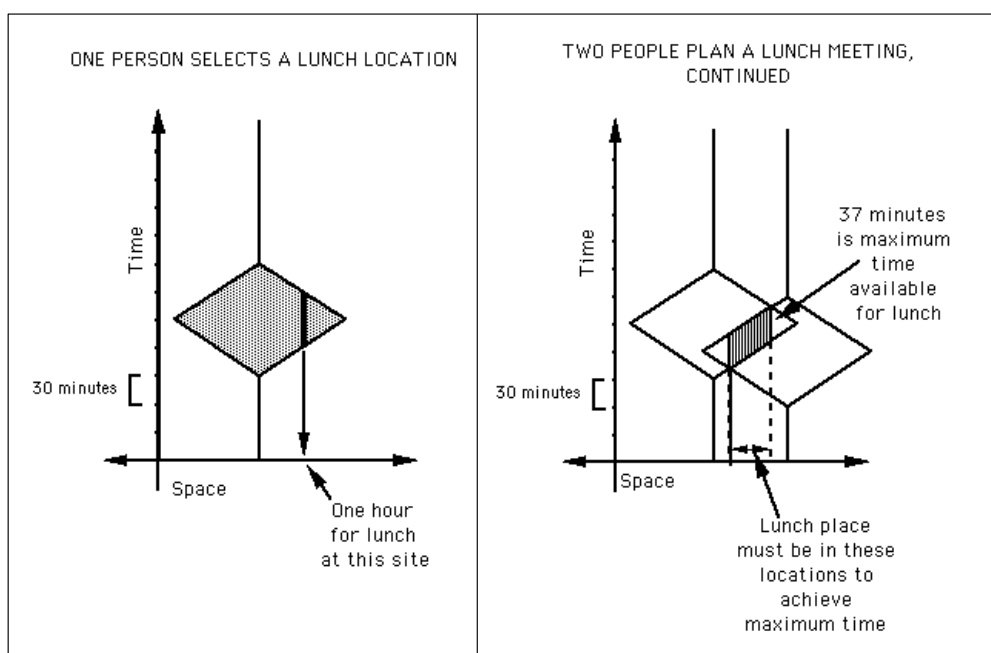 ONE PERSON SELECTS A LUNCH LOCATION
Time
30 minutes
Space
One hour
for lunch
at this site
TWO PEOPLE PLAN A LUNCH MEETING,
CONTINUED
Time
37 minutes
is maximum
time
available
for lunch
30 minutes
Space
Lunch place
must be in these
locations to
achieve
maximum time